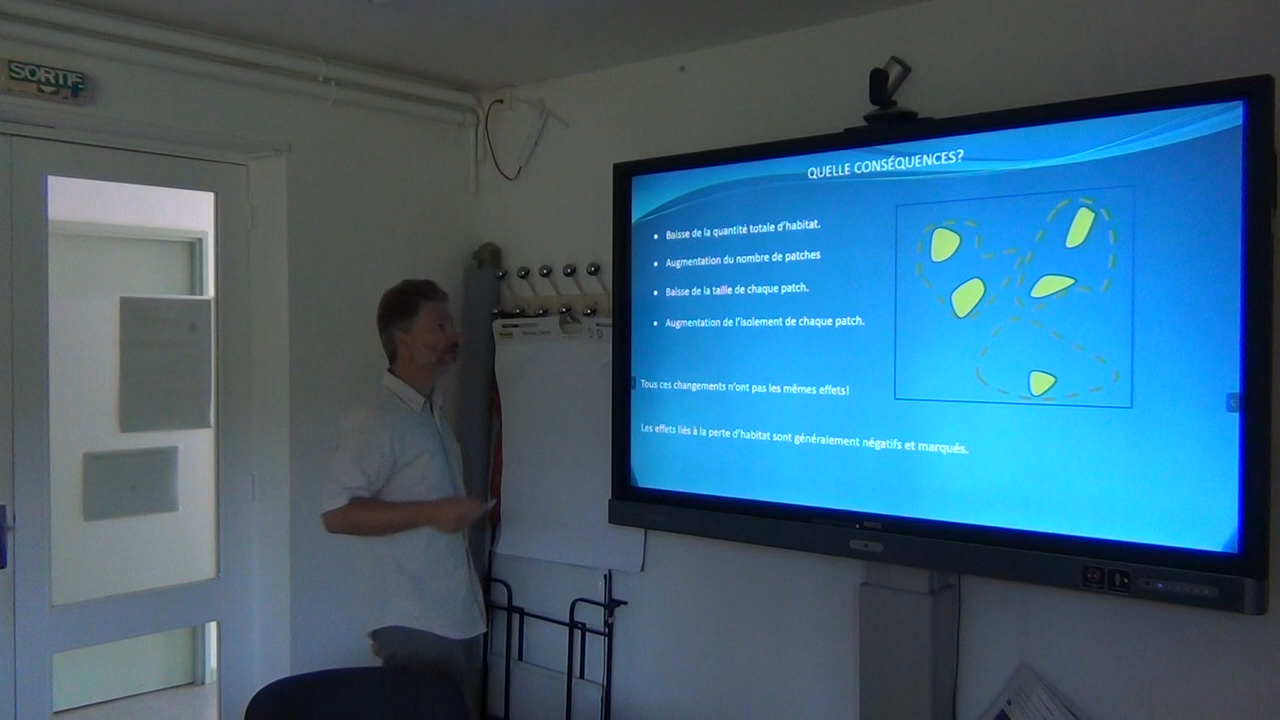 SORTIE
QUELLE CONSÉQUENCES?
Baisse de la quantité totale d'habitat.
Augmentation du nombre de patches
Baisse de la taille de chaque patch.
Augmentation de l'isolement de chaque patch.
Tous ces changements n'ont pas les mêmes effets!
Les effets liés à la perte d'habitat sont généralement négatifs et marqués.